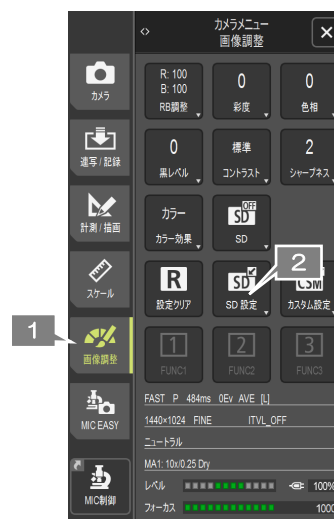 カメラメニュー
画像調整
カメラ
連写/記録
計測/描画
スケール
1
画像調整
MIC EASY
MIC制御
R: 100
B: 100
RB調整
0
彩度
0
色相
0
黒レベル
標準
コントラスト
2
シャープネス
カラー
カラー効果
OFF
SD
SD
R
設定クリア
SD
SD 設定
2
CSM
カスタム設定
1
FUNC1
2
FUNC2
3
FUNC3
FAST P 484ms 0Ev AVE [L]
1440×1024 FINE ITVL_OFF
ニュートラル
MA1: 10x/0.25 Dry
レベル 100%
フォーカス 1000